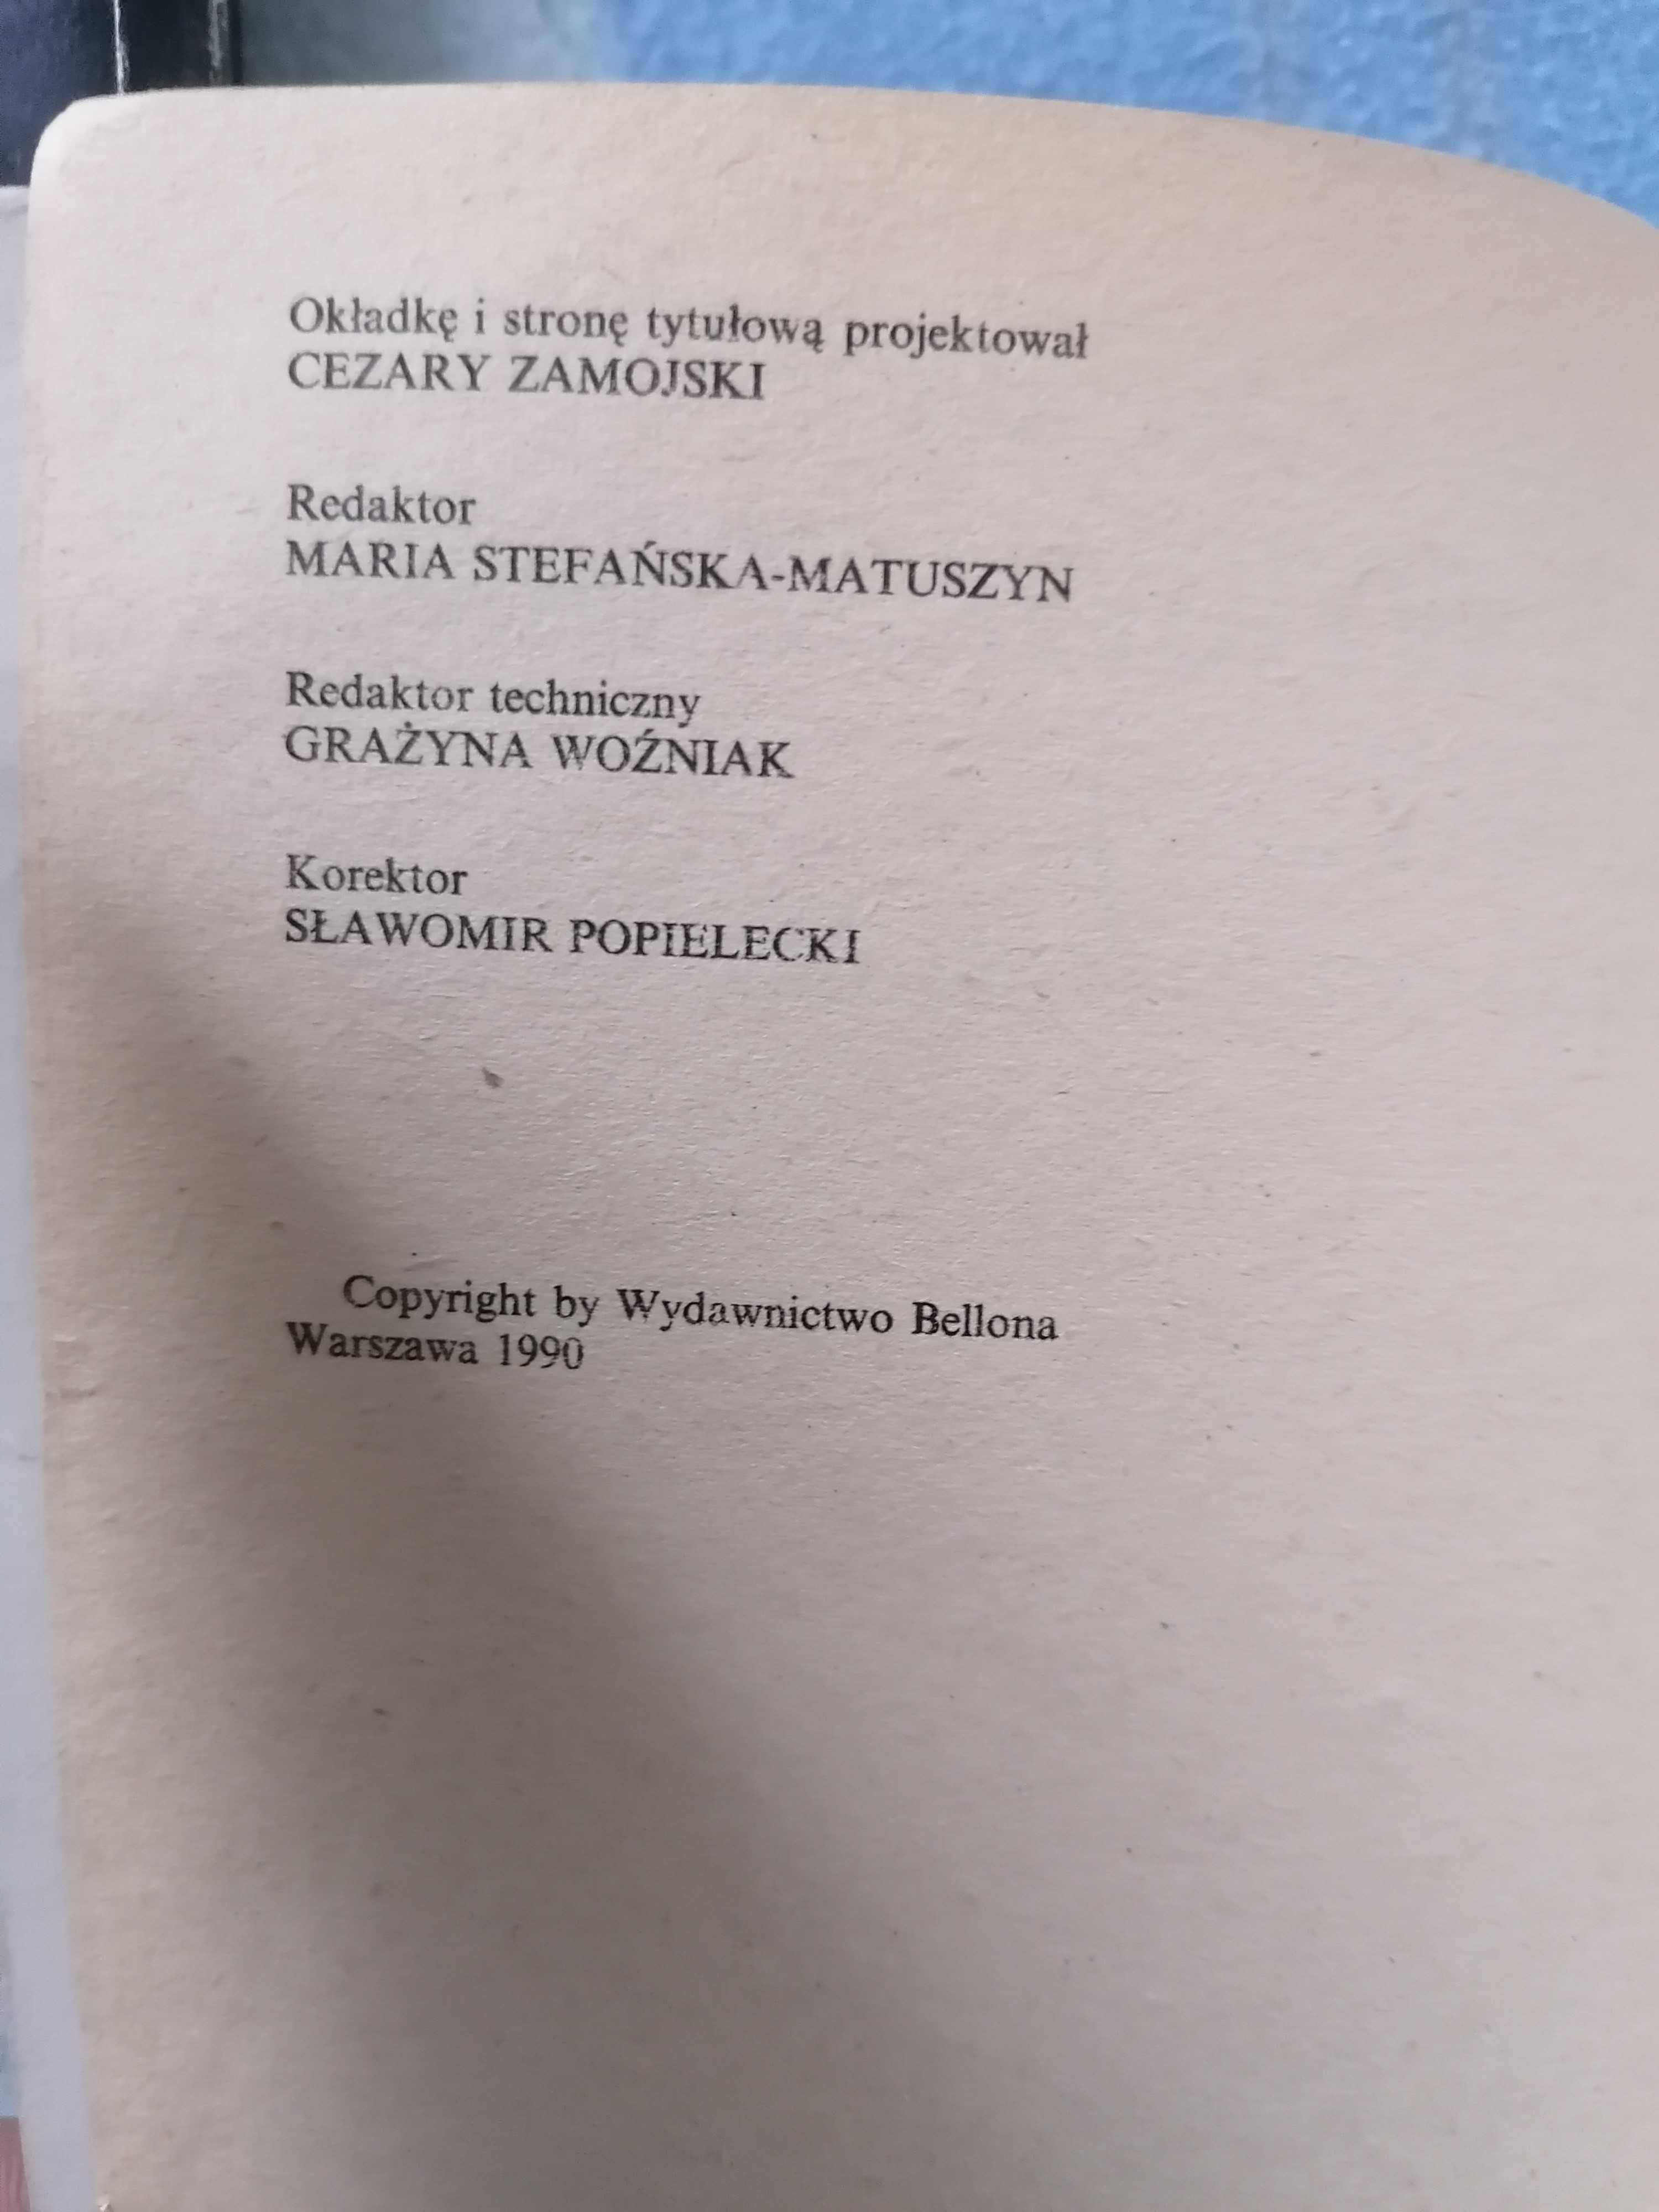 Okładkę i stronę tytułową projektował
CEZARY ZAMOJSKI
Redaktor
MARIA STEFAŃSKA-MATUSZYN
Redaktor techniczny
GRAŻYNA WOŹNIAK
Korektor
SŁAWOMIR POPIELECKI
Copyright by Wydawnictwo Bellona
Warszawa 1990